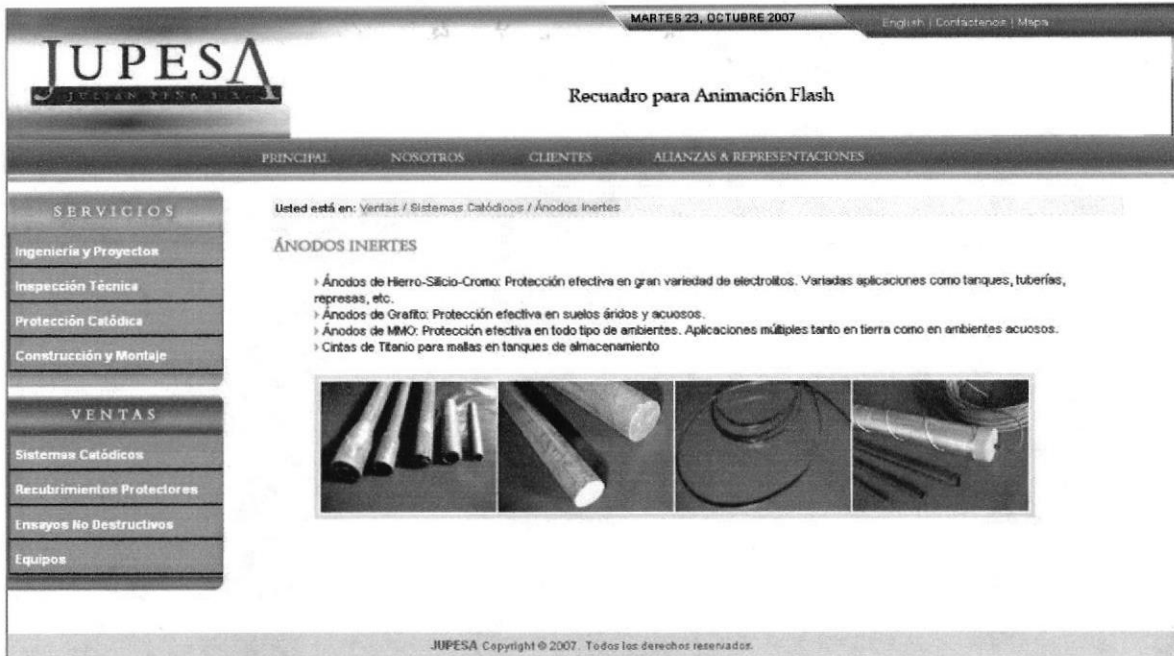 MARTES 23, OCTUBRE 2007
English | Contáctenos | Mapa
JUPESA
JULIAN PEÑA S.A.
Recuadro para Animación Flash
PRINCIPAL NOSOTROS CLIENTES ALIANZAS & REPRESENTACIONES
SERVICIOS
Ingeniería y Proyectos
Inspección Técnica
Protección Catódica
Construcción y Montaje
VENTAS
Sistemas Catódicos
Recubrimientos Protectores
Ensayos No Destructivos
Equipos
Usted está en: Ventas / Sistemas Catódicos / Ánodos Inertes
ÁNODOS INERTES
› Ánodos de Hierro-Silicio-Cromo: Protección efectiva en gran variedad de electrolitos. Variadas aplicaciones como tanques, tuberías,
represas, etc.
› Ánodos de Grafito: Protección efectiva en suelos áridos y acuosos.
› Ánodos de MMO: Protección efectiva en todo tipo de ambientes. Aplicaciones múltiples tanto en tierra como en ambientes acuosos.
› Cintas de Titanio para mallas en tanques de almacenamiento
JUPESA Copyright © 2007. Todos los derechos reservados.